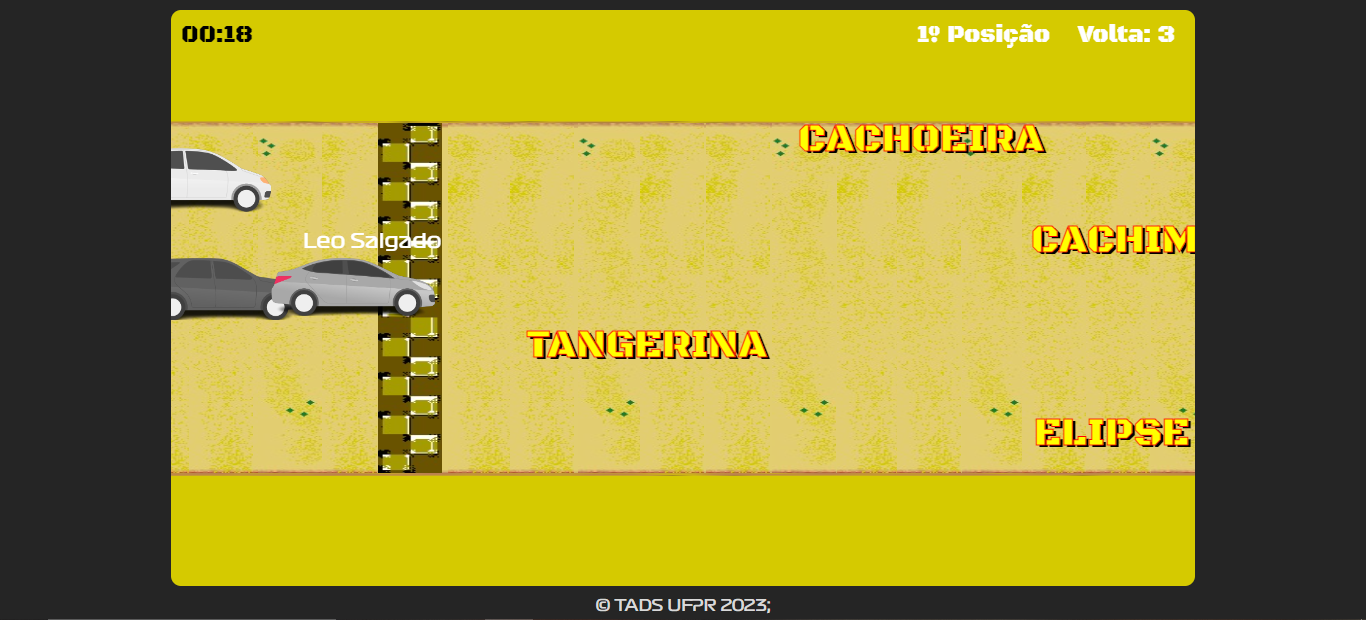 00:18
1º Posição Volta: 3
CACHOEIRA
CACHIM
Leo Salgado
TANGERINA
ELIPSE
© TADS UFPR 2023;